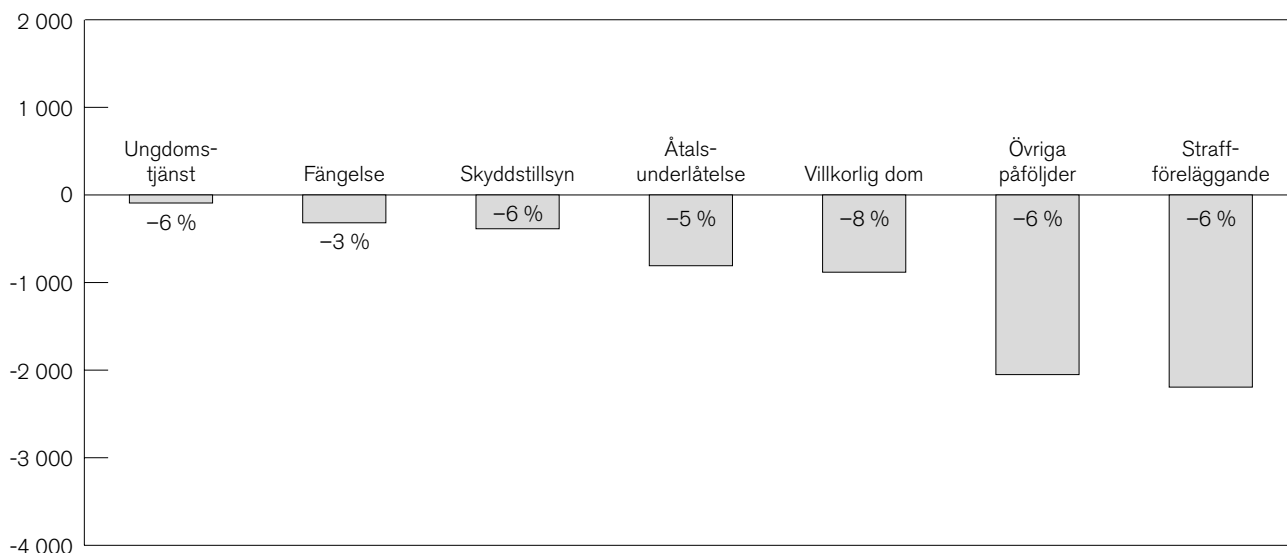 2 000
1 000
0
-1 000
-2 000
-3 000
-4 000
Ungdoms-
tjänst
Fängelse
Skyddstillsyn
Åtals-
underlåtelse
Villkorlig dom
Övriga
påföljder
Straff-
föreläggande
−6 %
−3 %
−6 %
−5 %
−8 %
−6 %
−6 %